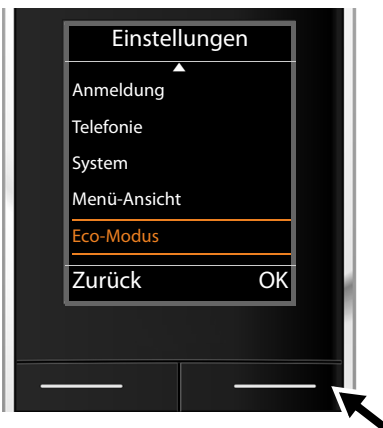 Einstellungen
Anmeldung
Telefonie
System
Menü-Ansicht
Eco-Modus
Zurück OK